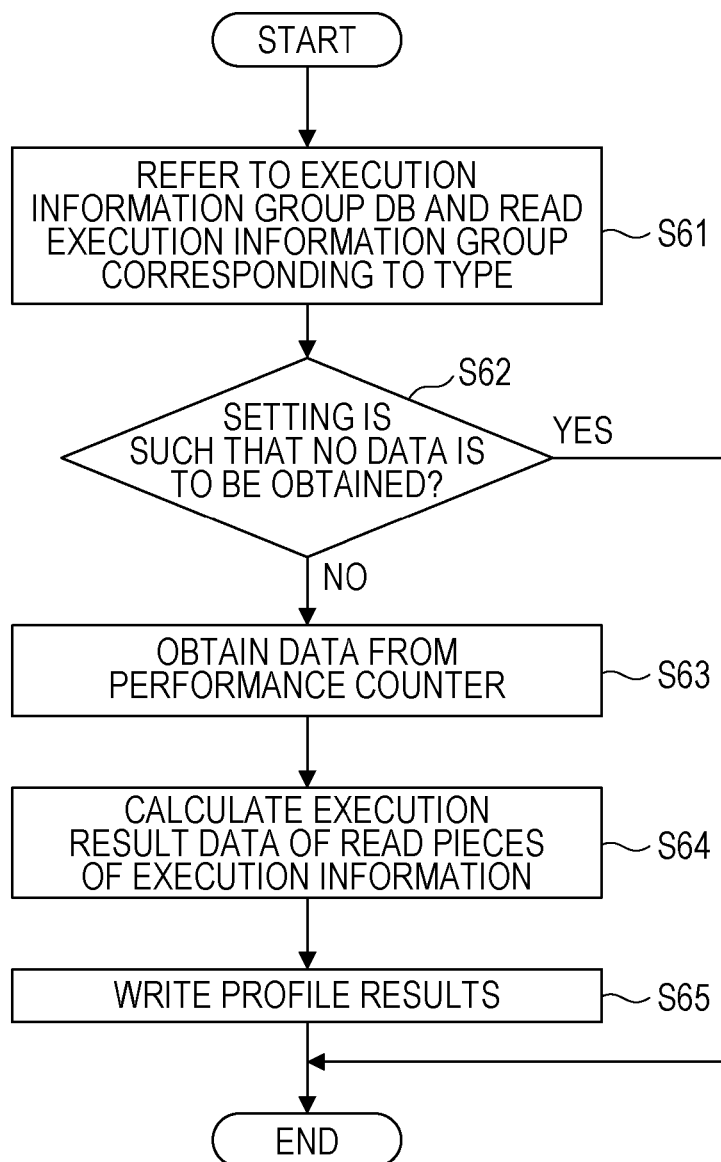 START
REFER TO EXECUTION
INFORMATION GROUP DB AND READ
EXECUTION INFORMATION GROUP
CORRESPONDING TO TYPE
S61
S62
SETTING IS
SUCH THAT NO DATA IS
TO BE OBTAINED?
YES
NO
OBTAIN DATA FROM
PERFORMANCE COUNTER
S63
CALCULATE EXECUTION
RESULT DATA OF READ PIECES
OF EXECUTION INFORMATION
S64
WRITE PROFILE RESULTS
S65
END